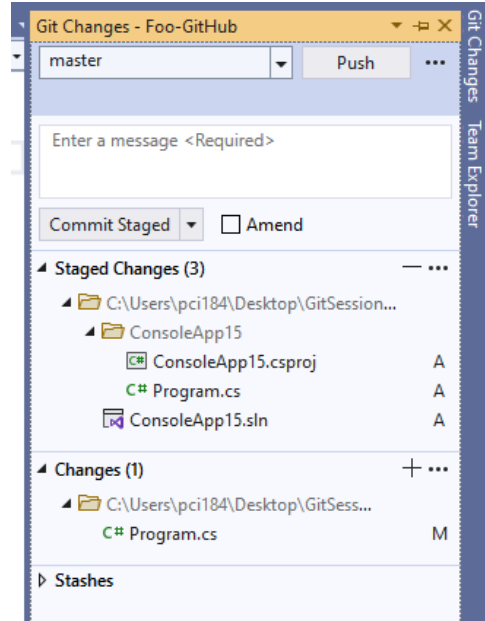 Git Changes - Foo-GitHub
master
Push
Enter a message <Required>
Commit Staged
Amend
Staged Changes (3)
C:\Users\pci184\Desktop\GitSession...
ConsoleApp15
C# ConsoleApp15.csproj A
C# Program.cs A
ConsoleApp15.sln A
Changes (1)
C:\Users\pci184\Desktop\GitSess...
C# Program.cs M
Stashes
Git Changes
Team Explorer